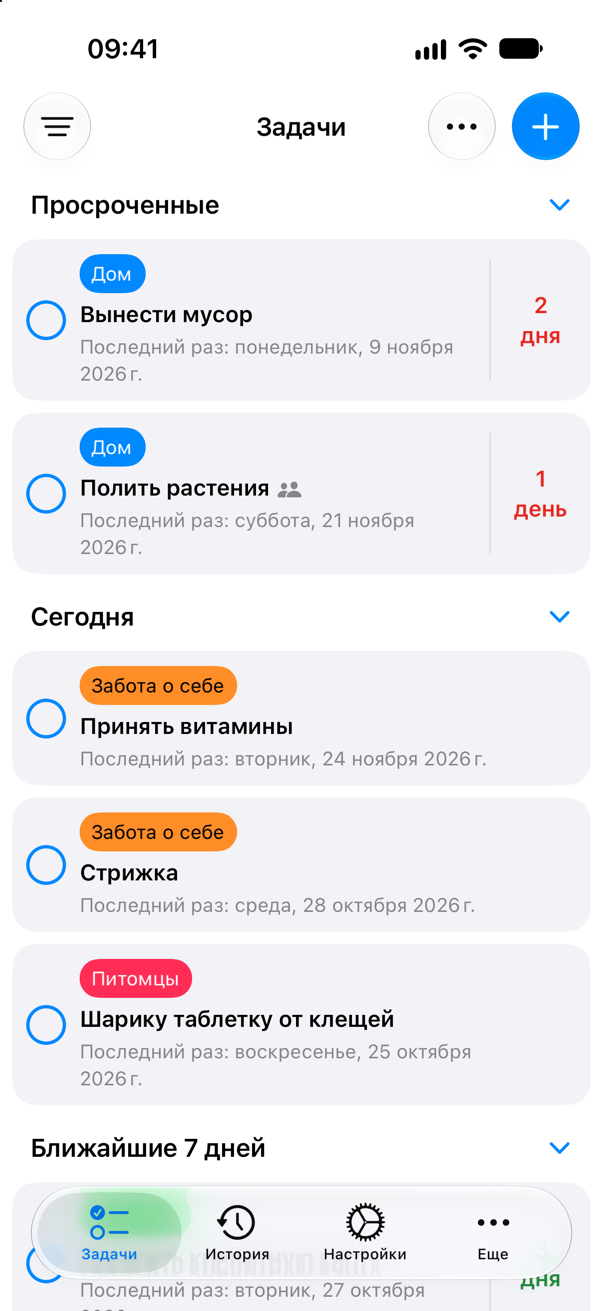 09:41
Задачи
Просроченные
Дом
Вынести мусор
Последний раз: понедельник, 9 ноября
2026 г.
2
дня
Дом
Полить растения
Последний раз: суббота, 21 ноября
2026 г.
1
день
Сегодня
Забота о себе
Принять витамины
Последний раз: вторник, 24 ноября 2026 г.
Забота о себе
Стрижка
Последний раз: среда, 28 октября 2026 г.
Питомцы
Шарику таблетку от клещей
Последний раз: воскресенье, 25 октября
2026 г.
Ближайшие 7 дней
Задачи
История
Настройки
Еще
Последний раз: вторник, 27 октября
дня